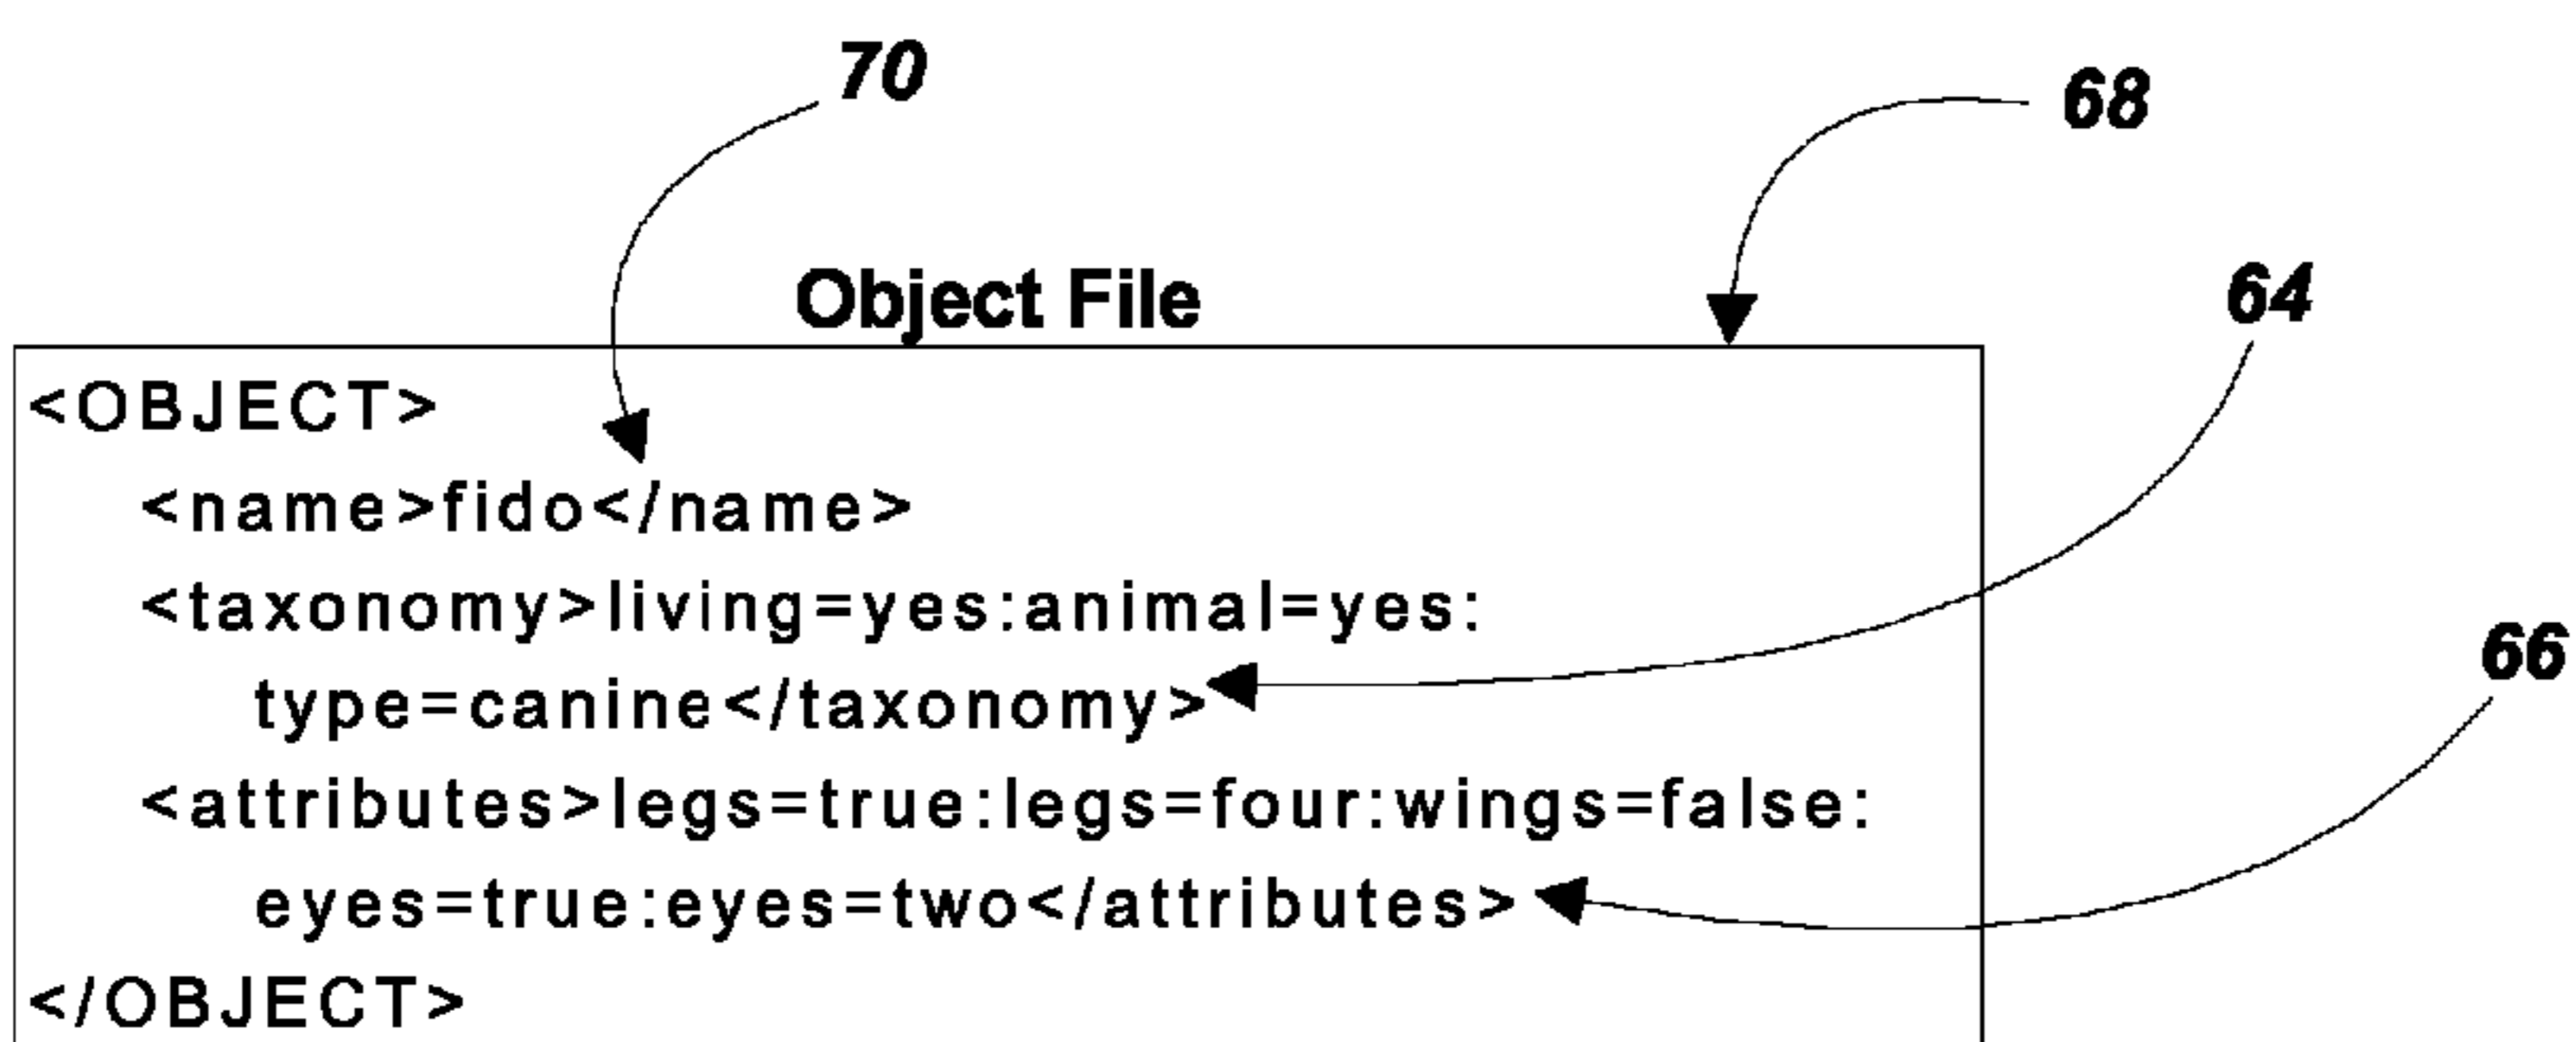 70
68
Object File
64
<OBJECT>
<name>fido</name>
<taxonomy>living=yes:animal=yes:
type=canine</taxonomy>
66
<attributes>legs=true:legs=four:wings=false:
eyes=true:eyes=two</attributes>
</OBJECT>